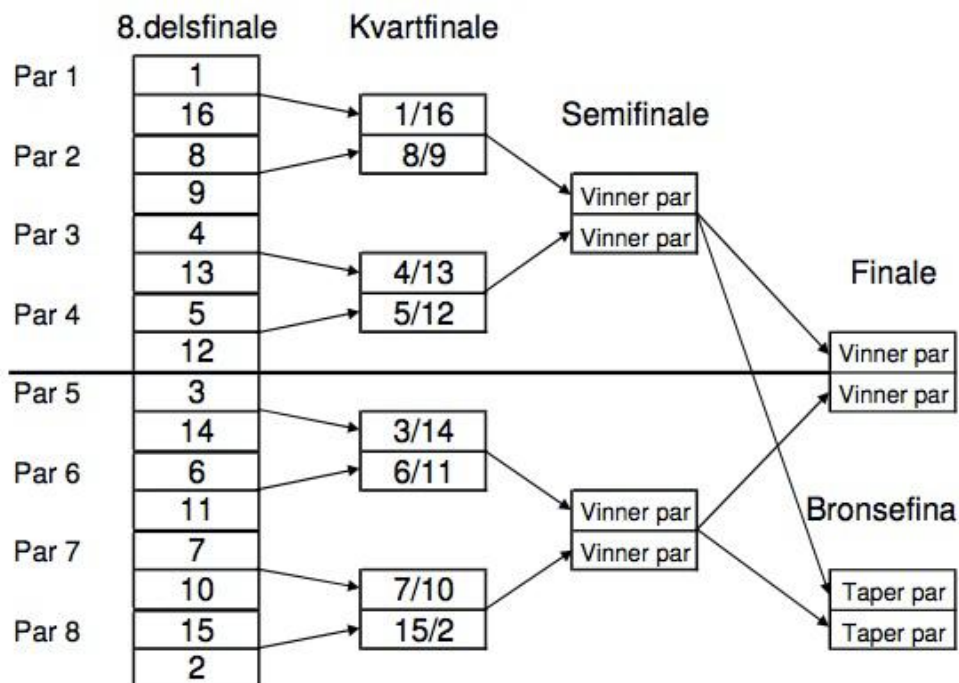 8.delsfinale Kvartfinale
Par 1 1
16 1/16 Semifinale
Par 2 8 8/9
9 Vinner par
Par 3 4 Vinner par
13 4/13 Finale
Par 4 5 5/12
12 Vinner par
Par 5 3 Vinner par
14 3/14
Par 6 6 6/11
11 Vinner par Bronsefina
Par 7 7 Vinner par
10 7/10 Taper par
Par 8 15 15/2 Taper par
2